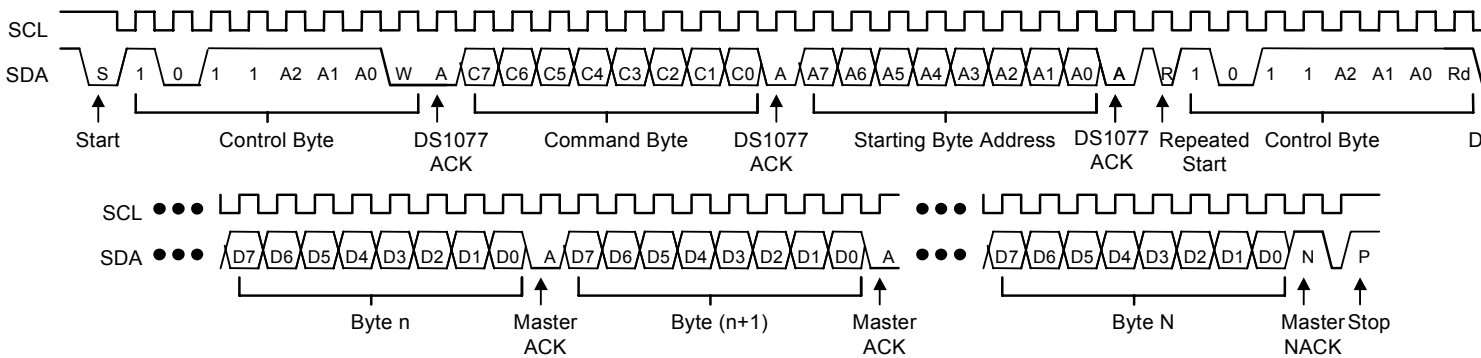 SCL
SDA S 1 0 1 1 A2 A1 A0 W A C7 C6 C5 C4 C3 C2 C1 C0 A A7 A6 A5 A4 A3 A2 A1 A0 A R 1 0 1 1 A2 A1 A0 Rd
Start Control Byte DS1077 Command Byte DS1077 Starting Byte Address DS1077 Repeated Control Byte D
ACK ACK ACK Start
SCL
SDA D7 D6 D5 D4 D3 D2 D1 D0 A D7 D6 D5 D4 D3 D2 D1 D0 A D7 D6 D5 D4 D3 D2 D1 D0 N P
Byte n Master Byte (n+1) Master Byte N Master Stop
ACK ACK NACK